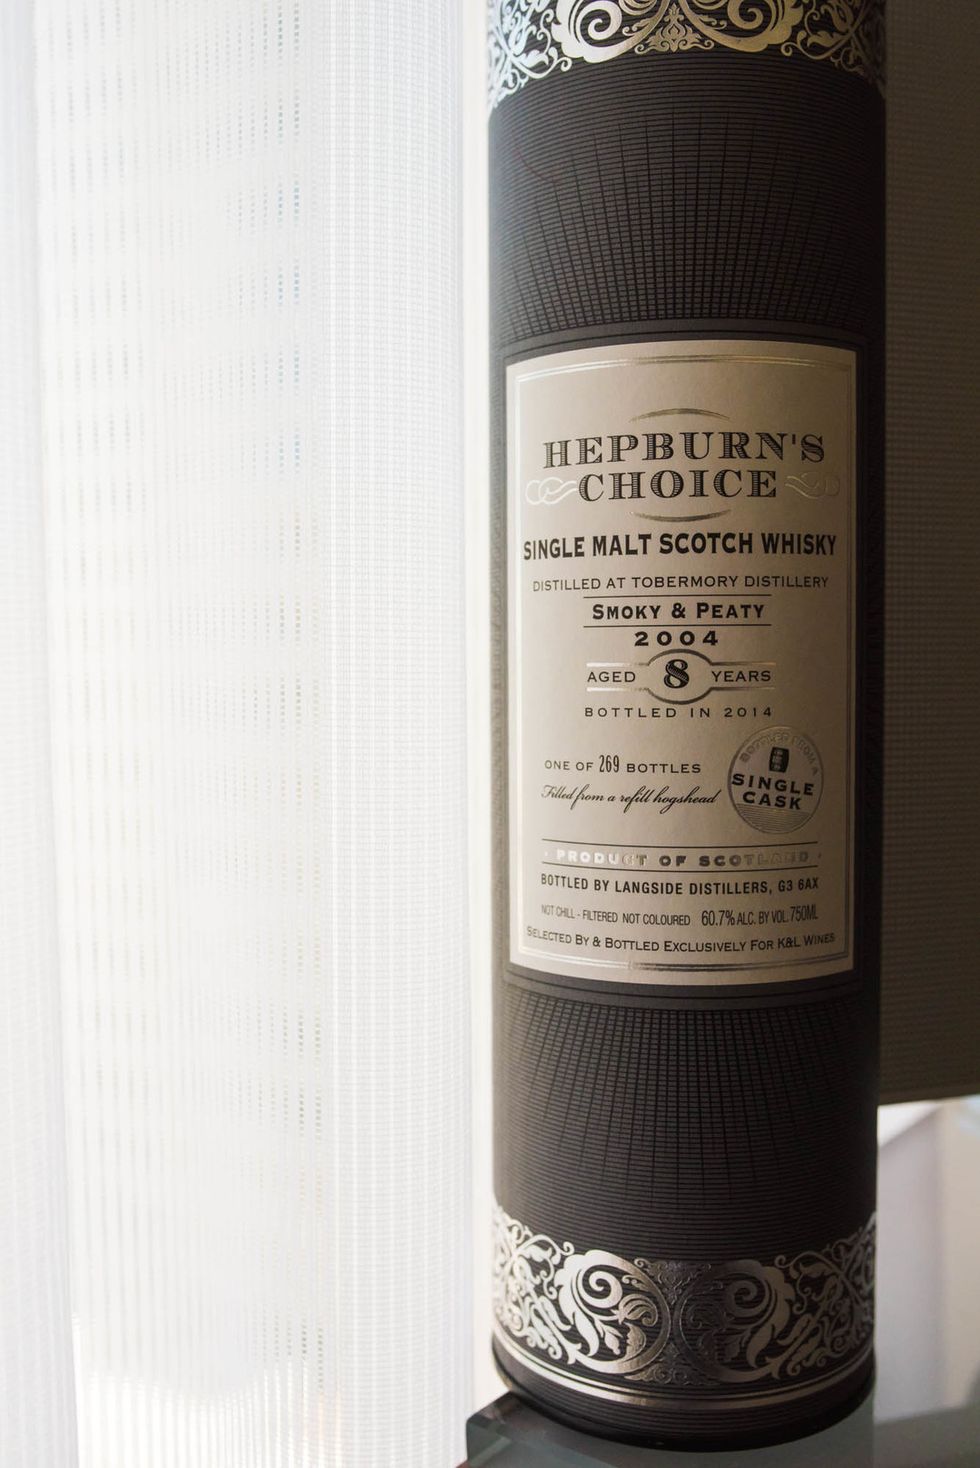 HEPBURN'S
CHOICE
SINGLE MALT SCOTCH WHISKY
DISTILLED AT TOBERMORY DISTILLERY
SMOKY & PEATY
2004
AGED 8 YEARS
BOTTLED IN 2014
ONE OF 269 BOTTLES
Filled from a refill hogshead
BOTTLED FROM A
SINGLE
CASK
· PRODUCT OF SCOTLAND ·
BOTTLED BY LANGSIDE DISTILLERS, G3 6AX
NOT CHILL - FILTERED NOT COLOURED 60.7% ALC. BY VOL. 750ML
SELECTED BY & BOTTLED EXCLUSIVELY FOR K&L WINES